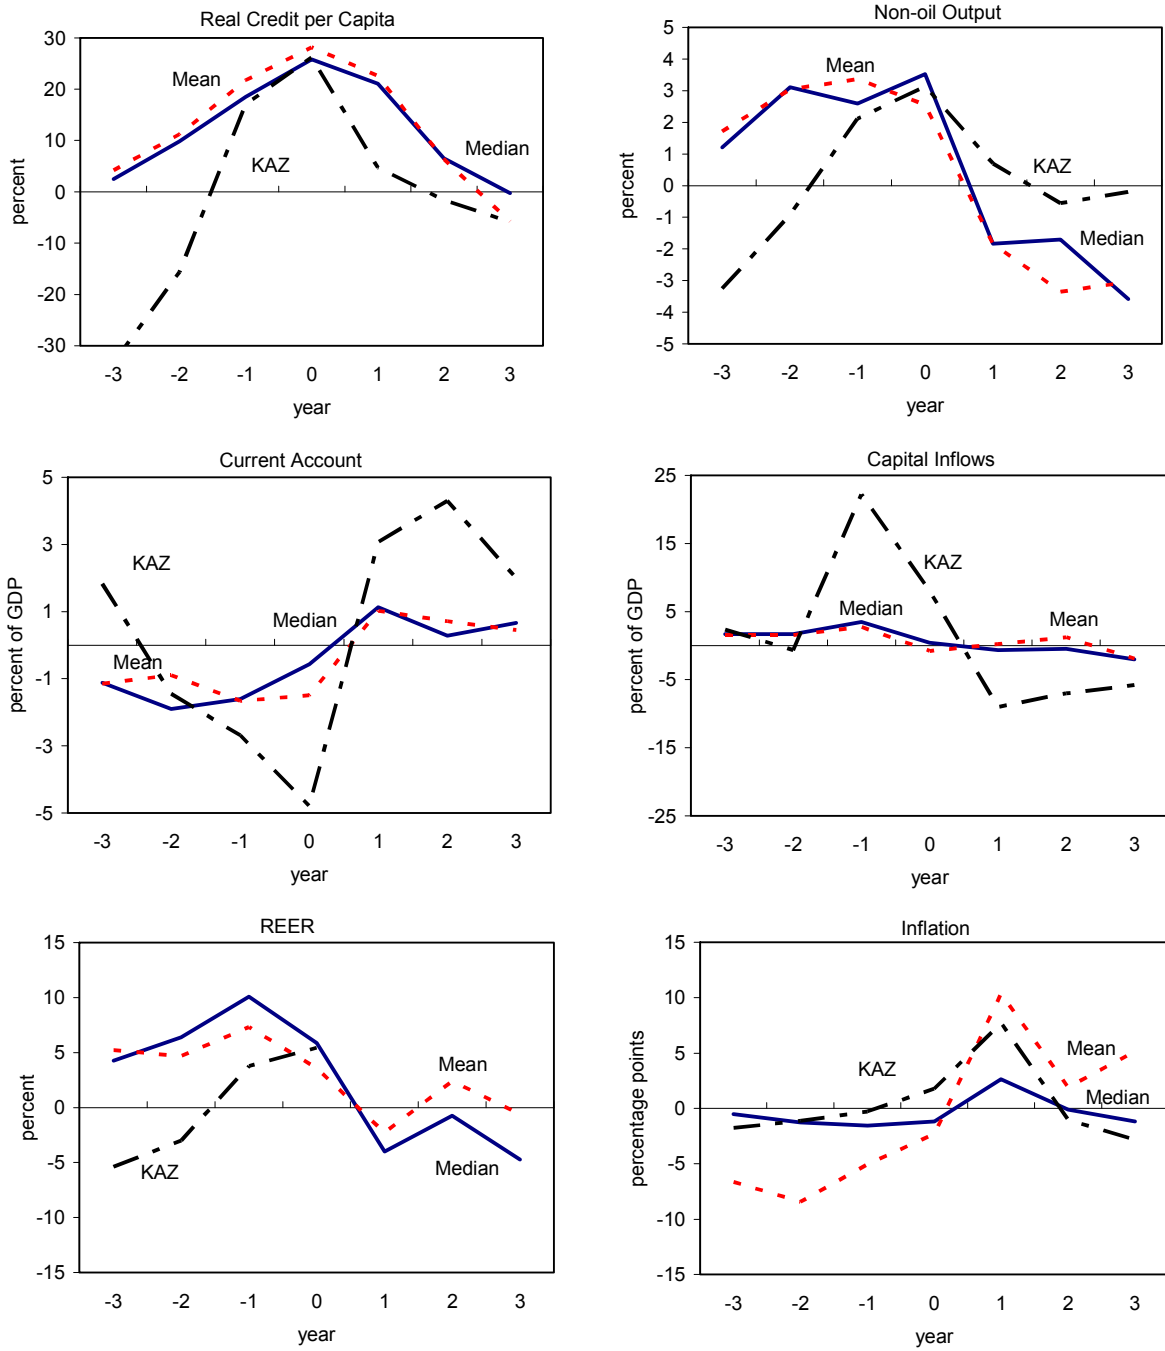 Real Credit per Capita
30
20
10
0
-10
-20
-30
percent
Mean
KAZ
Median
-3 -2 -1 0 1 2 3
year
Non-oil Output
5
4
3
2
1
0
-1
-2
-3
-4
-5
percent
Mean
KAZ
Median
-3 -2 -1 0 1 2 3
year
Current Account
5
3
1
-1
-3
-5
percent of GDP
KAZ
Median
Mean
-3 -2 -1 0 1 2 3
year
Capital Inflows
25
15
5
-5
-15
-25
percent of GDP
KAZ
Median
Mean
-3 -2 -1 0 1 2 3
year
REER
15
10
5
0
-5
-10
-15
percent
Mean
KAZ
Median
-3 -2 -1 0 1 2 3
year
Inflation
15
10
5
0
-5
-10
-15
percentage points
Mean
KAZ
Median
-3 -2 -1 0 1 2 3
year